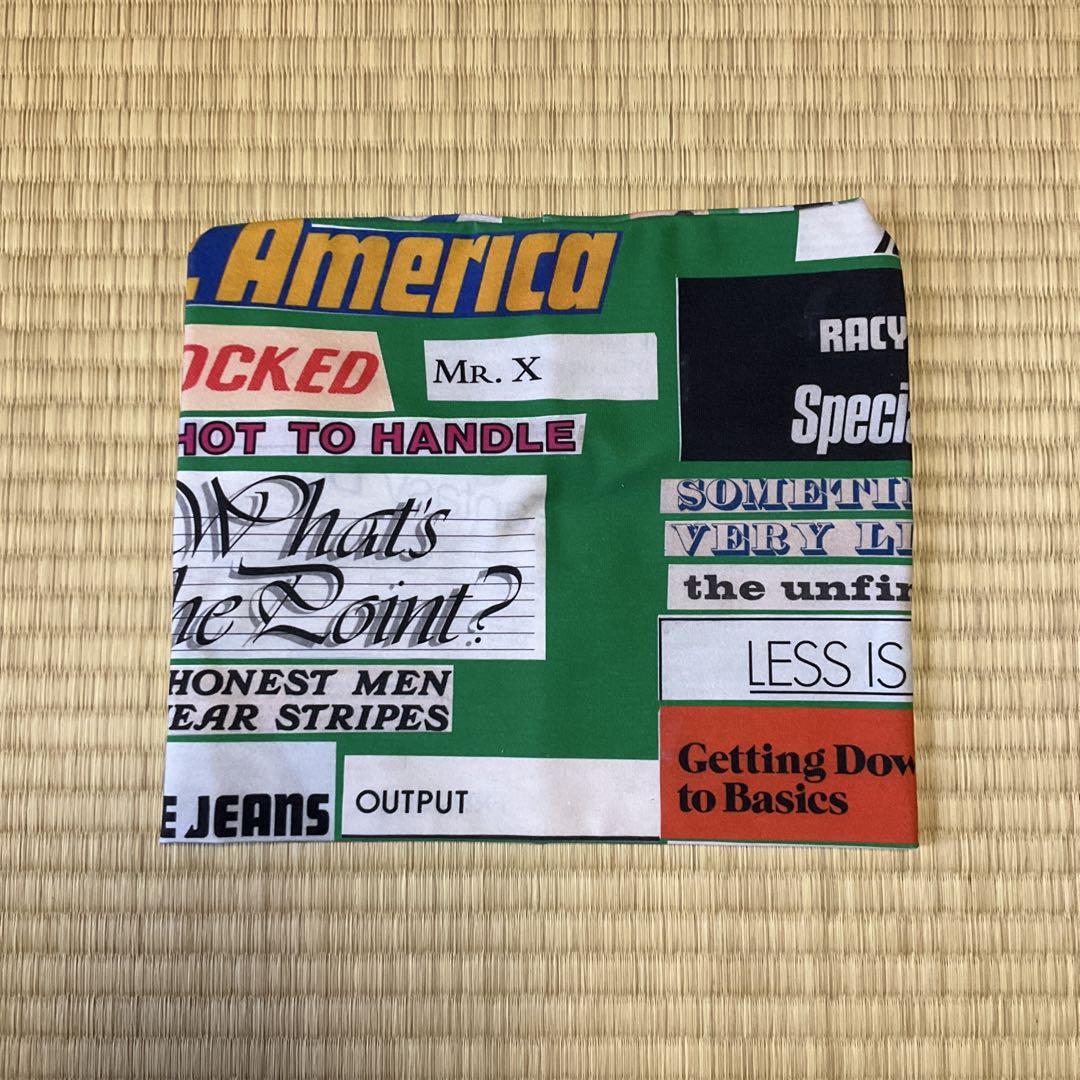 America
OCKED
MR. X
HOT TO HANDLE
What's
he Point?
HONEST MEN
EAR STRIPES
E JEANS
OUTPUT
RACY
Speci
SOMETI
VERY LI
the unfin
LESS IS
Getting Dow
to Basics